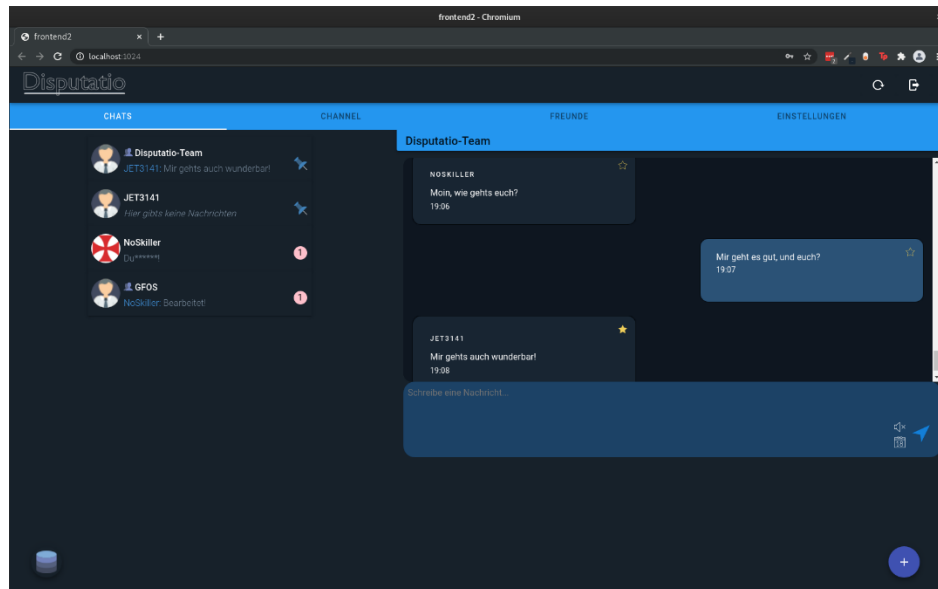 frontend2 - Chromium
frontend2
localhost:1024
Disputatio
CHATS
CHANNEL
FREUNDE
EINSTELLUNGEN
Disputatio-Team
JET3141: Mir gehts auch wunderbar!
JET3141
Hier gibts keine Nachrichten
NoSkiller
Du******!
1
GFOS
NoSkiller: Bearbeitet!
1
Disputatio-Team
NOSKILLER
Moin, wie gehts euch?
19:06
Mir geht es gut, und euch?
19:07
JET3141
Mir gehts auch wunderbar!
19:08
Schreibe eine Nachricht...
+